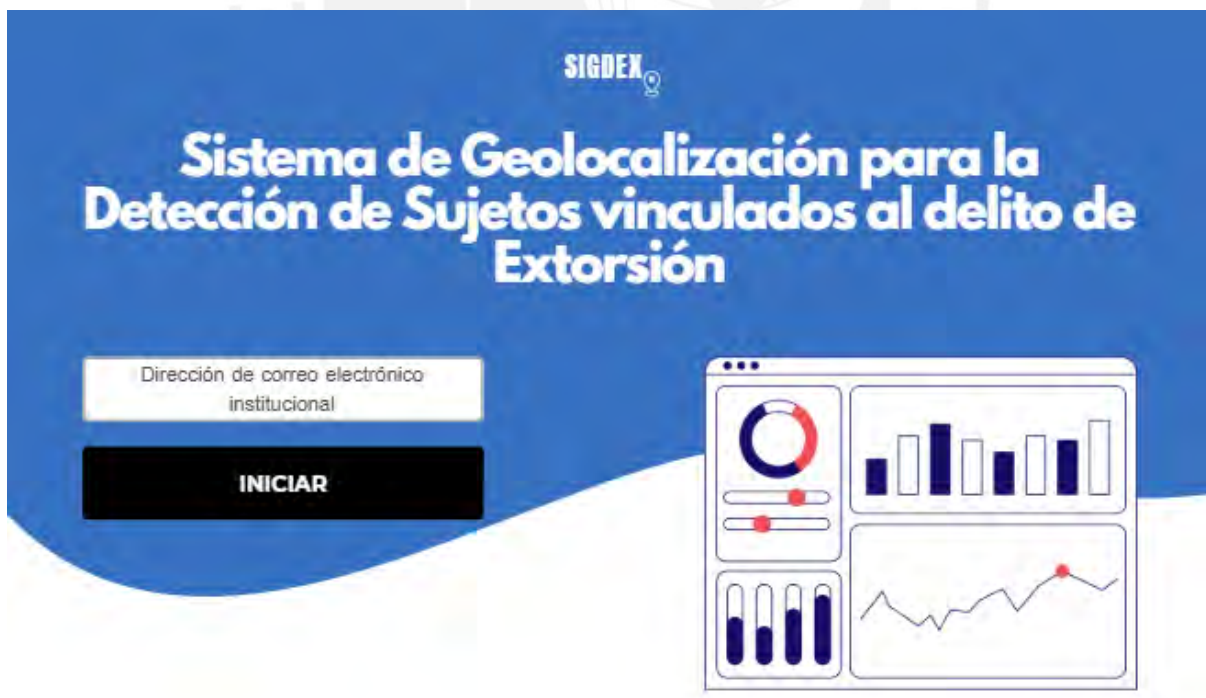 SIGDEX
Sistema de Geolocalización para la
Detección de Sujetos vinculados al delito de
Extorsión
Dirección de correo electrónico
institucional
INICIAR